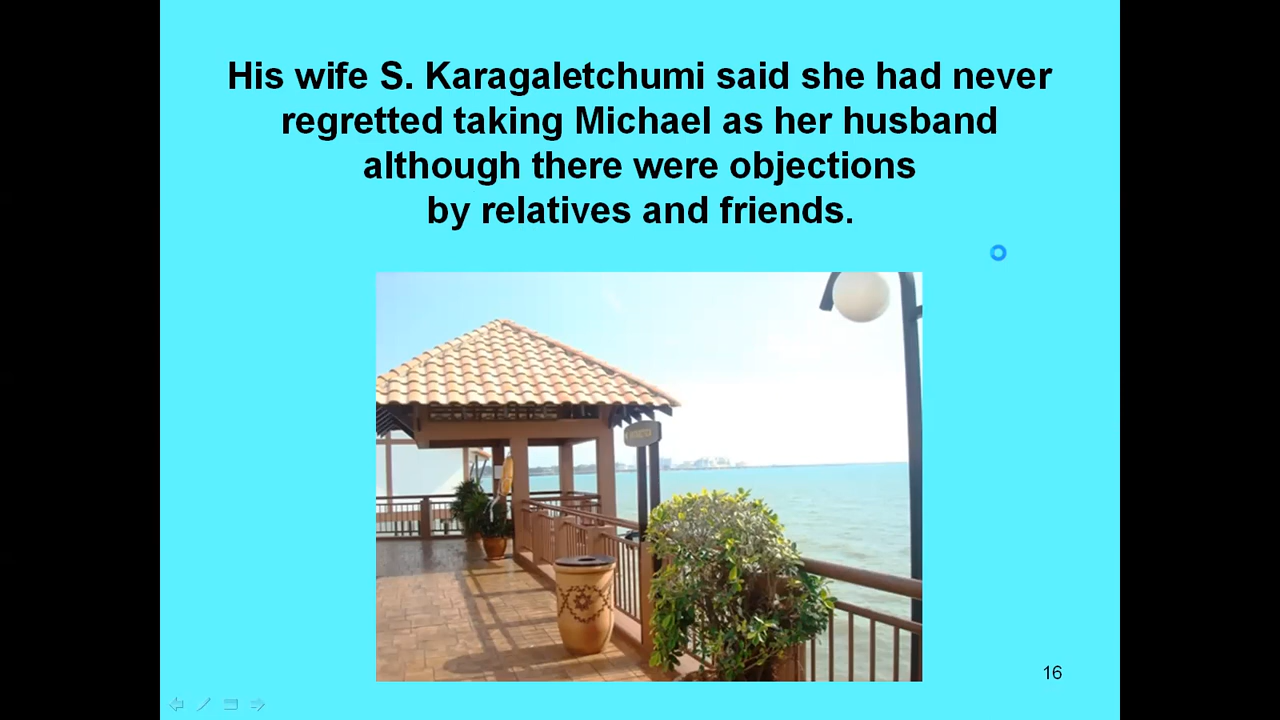 His wife S. Karagaletchumi said she had never
regretted taking Michael as her husband
although there were objections
by relatives and friends.
16